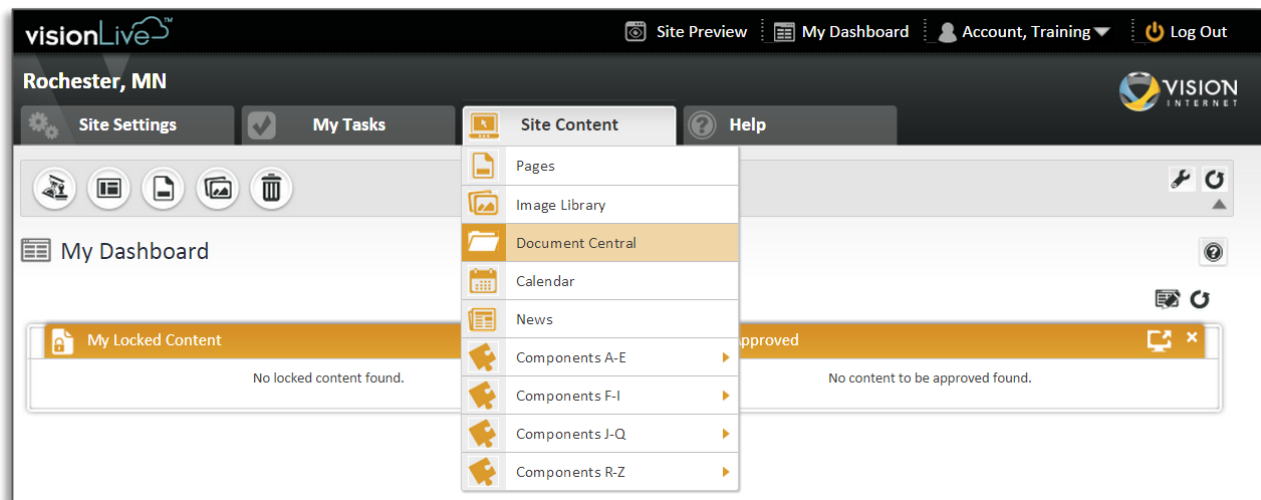 visionLive™ Site Preview My Dashboard Account, Training Log Out
Rochester, MN
VISION
INTERNET
Site Settings My Tasks Site Content Help
Pages
Image Library
My Dashboard
Document Central
Calendar
News
My Locked Content pproved
Components A-E
No locked content found. No content to be approved found.
Components F-I
Components J-Q
Components R-Z